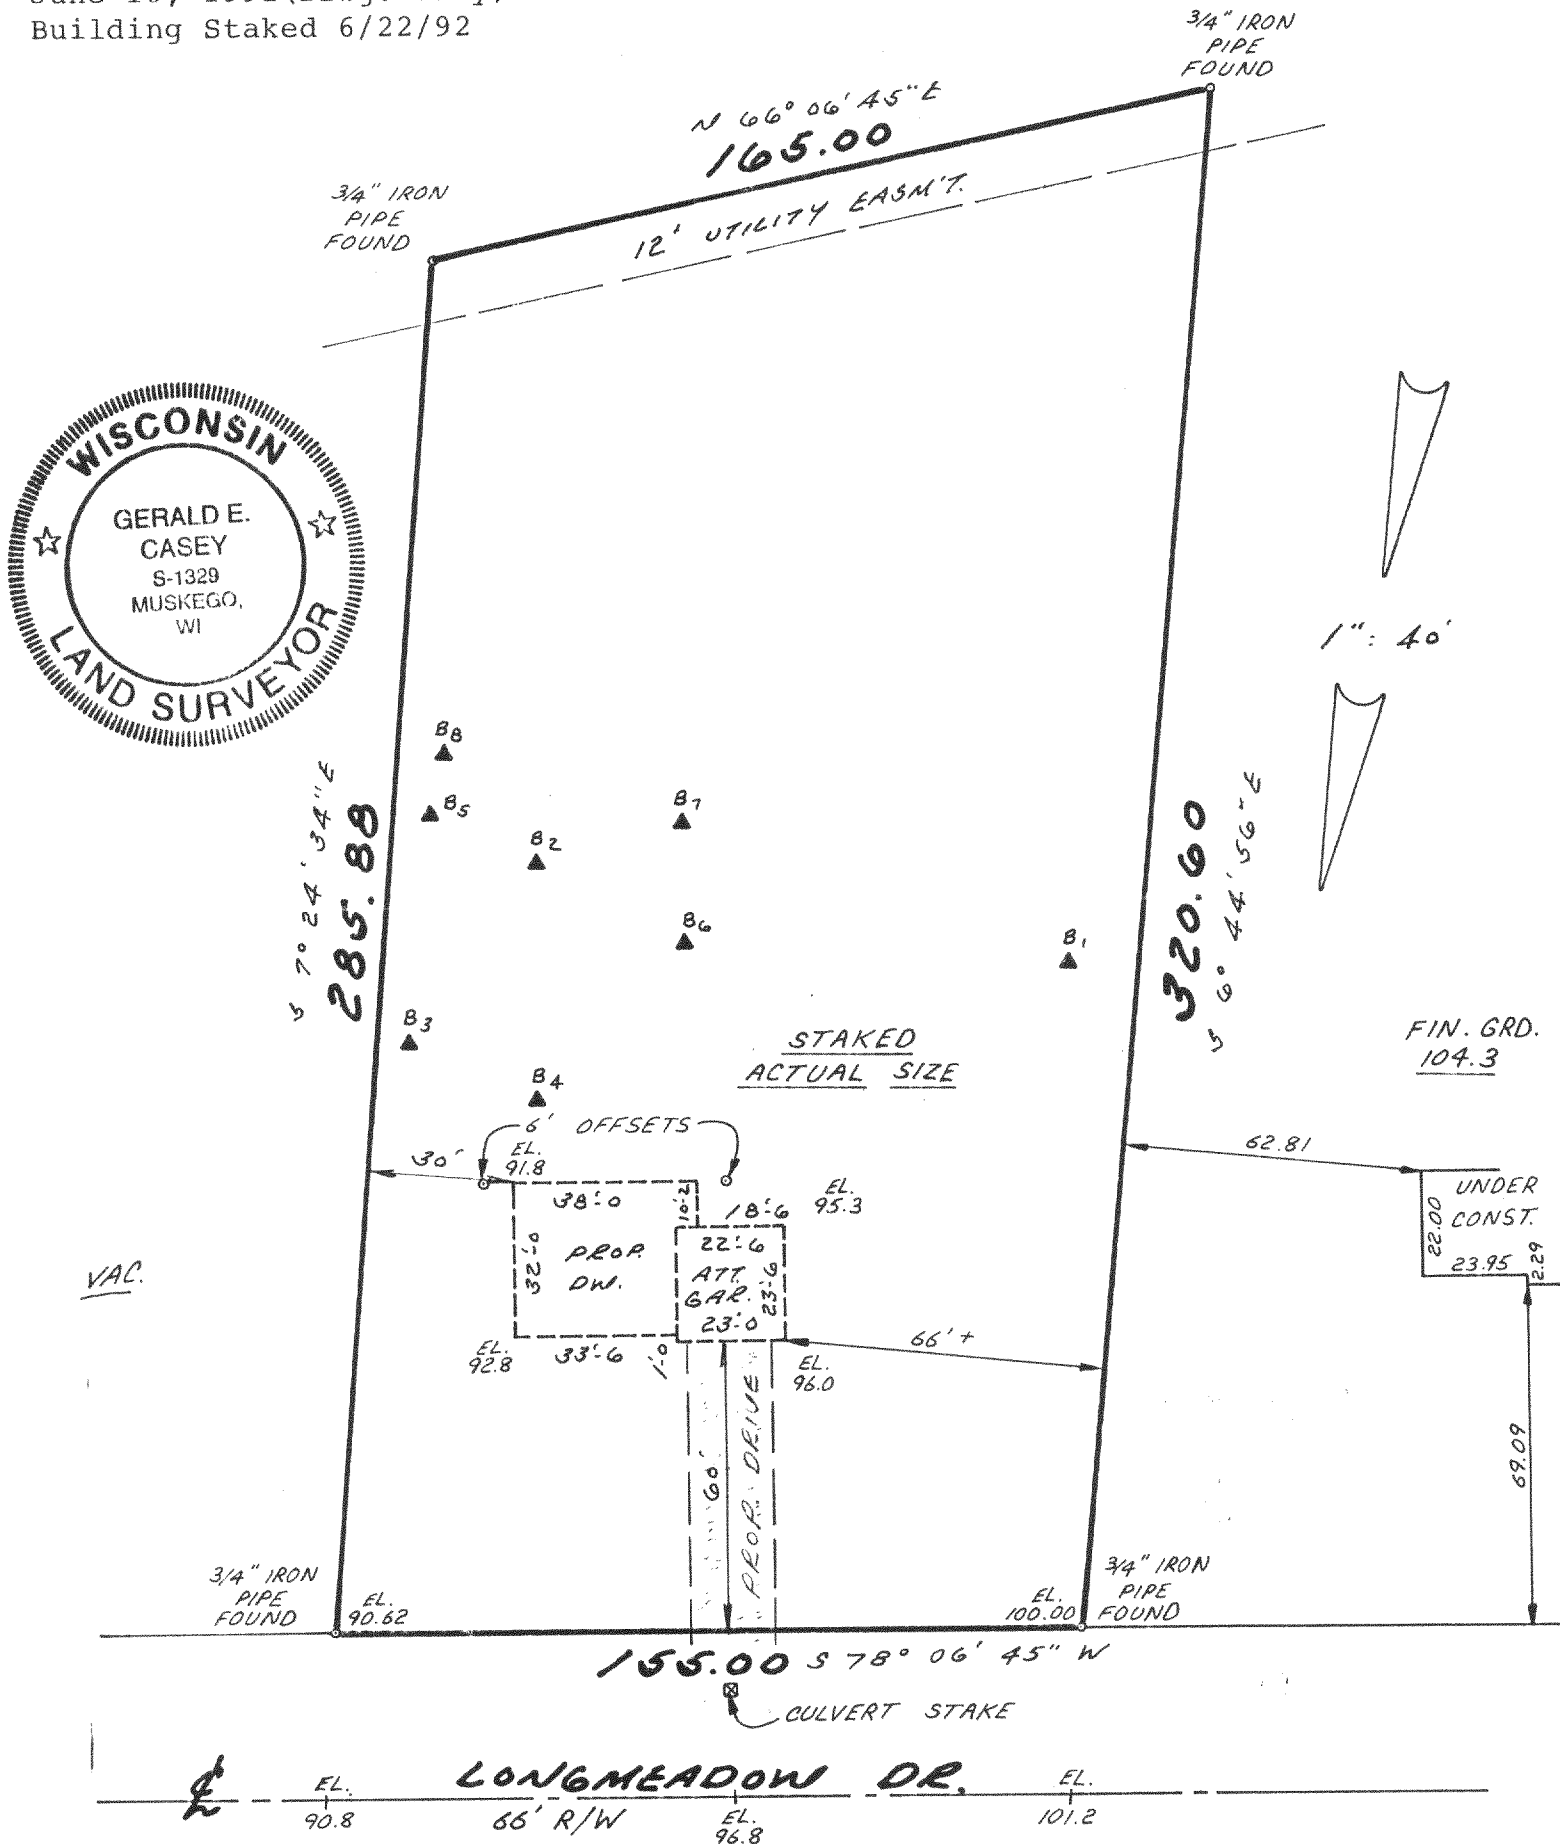 Building Staked 6/22/92
3/4" IRON
PIPE
FOUND
N 66° 06' 45" E
165.00
3/4" IRON
PIPE
FOUND
12' UTILITY EASM'T.
WISCONSIN
GERALD E.
CASEY
S-1329
MUSKEGO,
WI
LAND SURVEYOR
1": 40'
B8
B5
B7
B2
B6
B1
B3
B4
S 7° 24' 34" E
285.88
320.60
S 6° 44' 56" E
STAKED
ACTUAL SIZE
FIN. GRD.
104.3
6' OFFSETS
30'
EL.
91.8
62.81
38'-0
10'-2
18'-6
EL.
95.3
UNDER
CONST.
22.00
23.95
2.29
VAC.
32'-0
PROP.
DW.
22'-6
ATT.
GAR.
23'-6
23'-0
EL.
92.8
33'-6
1'-0
66' +
EL.
96.0
60'
PROP. DRIVE
69.09
3/4" IRON
PIPE
FOUND
EL.
90.62
EL.
100.00
3/4" IRON
PIPE
FOUND
155.00 S 78° 06' 45" W
CULVERT STAKE
℄
LONGMEADOW DR.
EL.
90.8
66' R/W
EL.
96.8
EL.
101.2